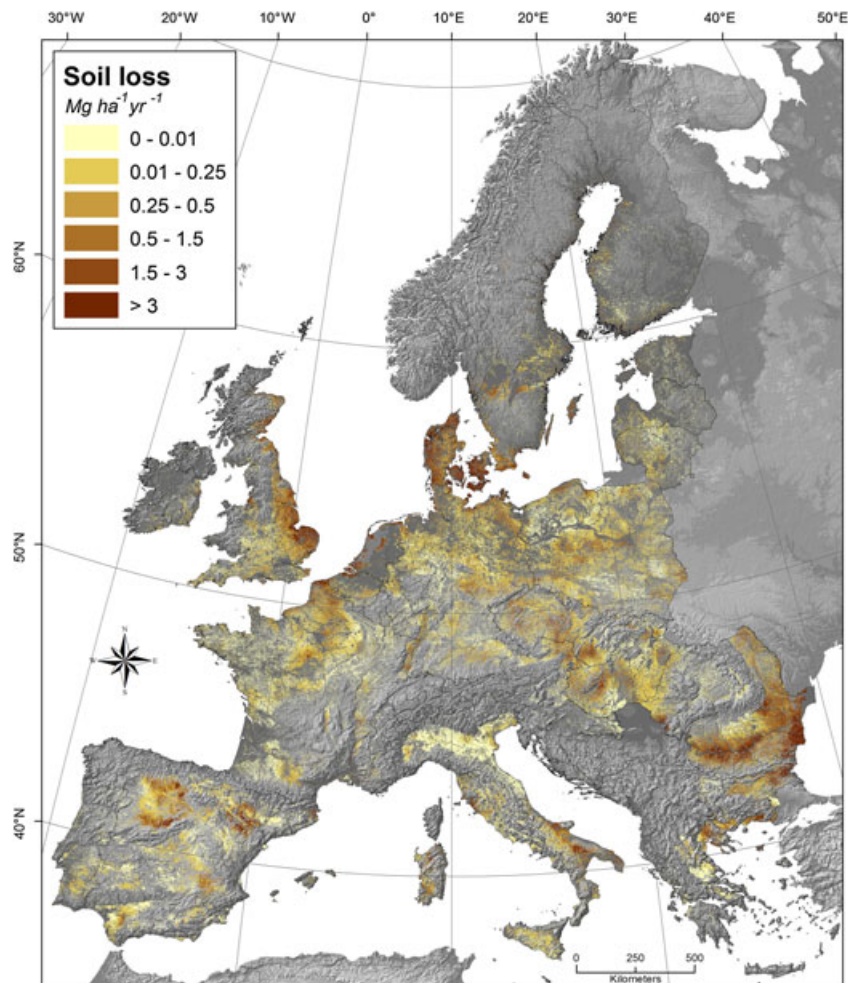 30°W 20°W 10°W 0° 10°E 20°E 30°E 40°E 50°E
Soil loss
Mg ha⁻¹yr ⁻¹
0 - 0.01
0.01 - 0.25
0.25 - 0.5
0.5 - 1.5
1.5 - 3
> 3
60°N
50°N
40°N
N
W E
S
0 250 500
Kilometers